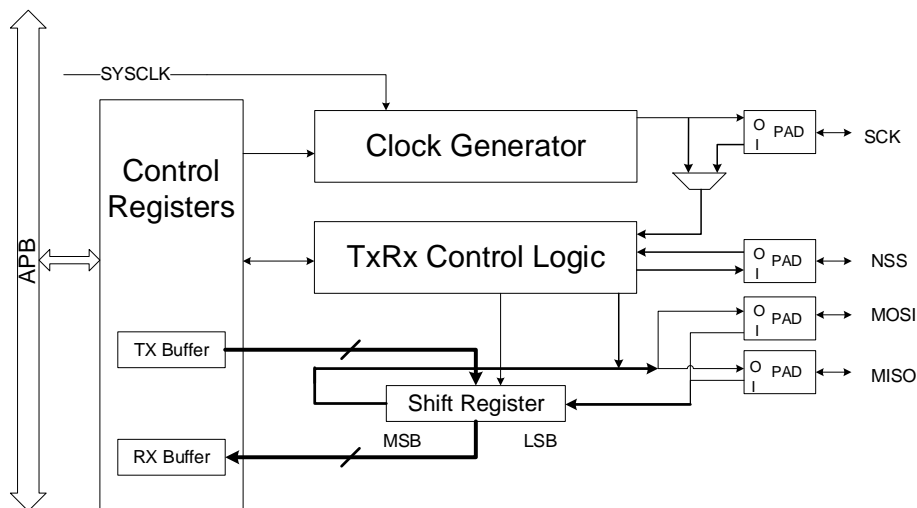 SYSCLK
APB
Control
Registers
Clock Generator
O
I
PAD
SCK
TxRx Control Logic
O
I
PAD
NSS
O
I
PAD
MOSI
TX Buffer
O
I
PAD
MISO
Shift Register
MSB
LSB
RX Buffer